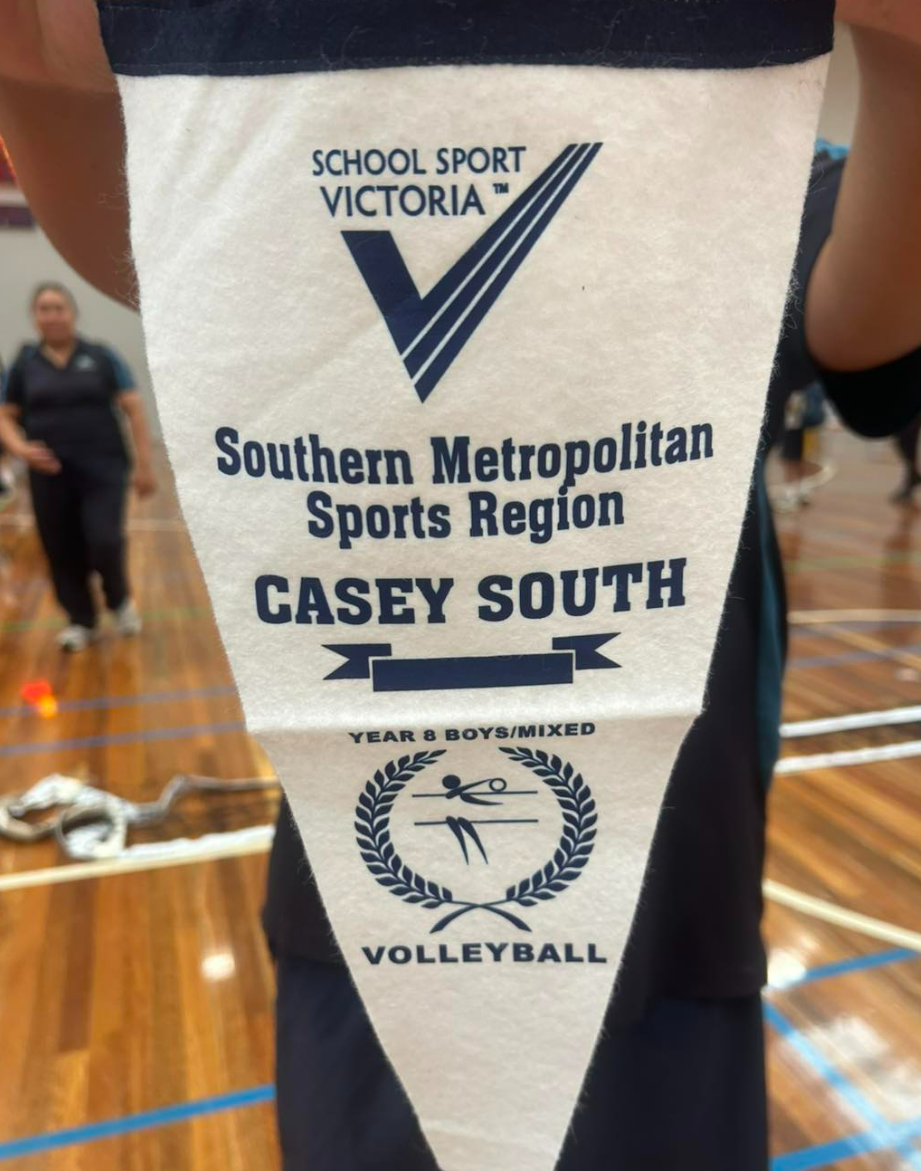 SCHOOL SPORT
VICTORIA™
Southern Metropolitan
Sports Region
CASEY SOUTH
YEAR 8 BOYS/MIXED
VOLLEYBALL